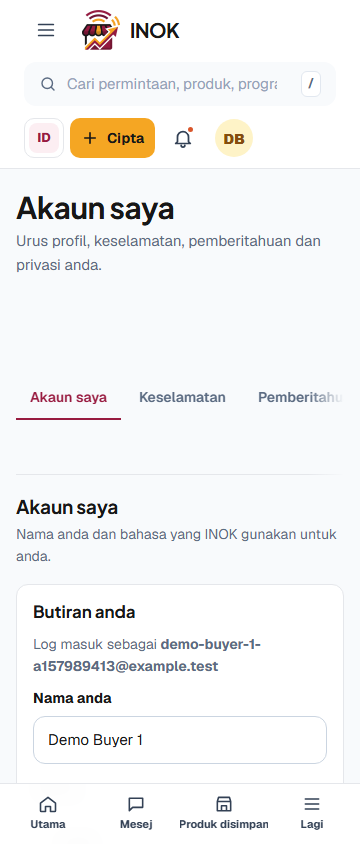 INOK
Cari permintaan, produk, progra
/
ID
+ Cipta
DB
Akaun saya
Urus profil, keselamatan, pemberitahuan dan
privasi anda.
Akaun saya
Keselamatan
Pemberitahu
Akaun saya
Nama anda dan bahasa yang INOK gunakan untuk
anda.
Butiran anda
Log masuk sebagai demo-buyer-1-
a157989413@example.test
Nama anda
Demo Buyer 1
Utama
Mesej
Produk disimpan
Lagi